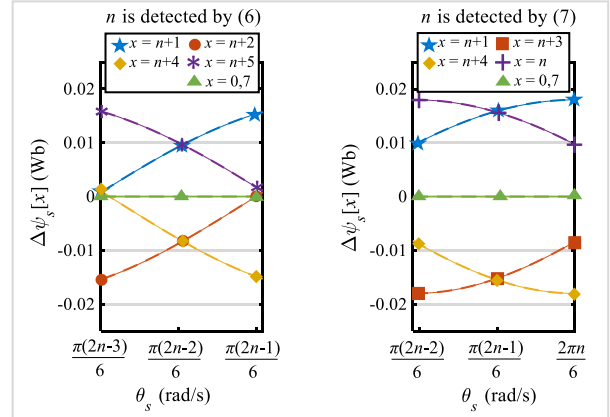 n is detected by (6)
x = n+1 x = n+2
x = n+4 x = n+5
x = 0,7
0.02
0.01
0
-0.01
-0.02
Δψs[x] (Wb)
π(2n-3)/6 π(2n-2)/6 π(2n-1)/6
θs (rad/s)
n is detected by (7)
x = n+1 x = n+3
x = n+4 x = n
x = 0,7
0.02
0.01
0
-0.01
-0.02
Δψs[x] (Wb)
π(2n-2)/6 π(2n-1)/6 2πn/6
θs (rad/s)